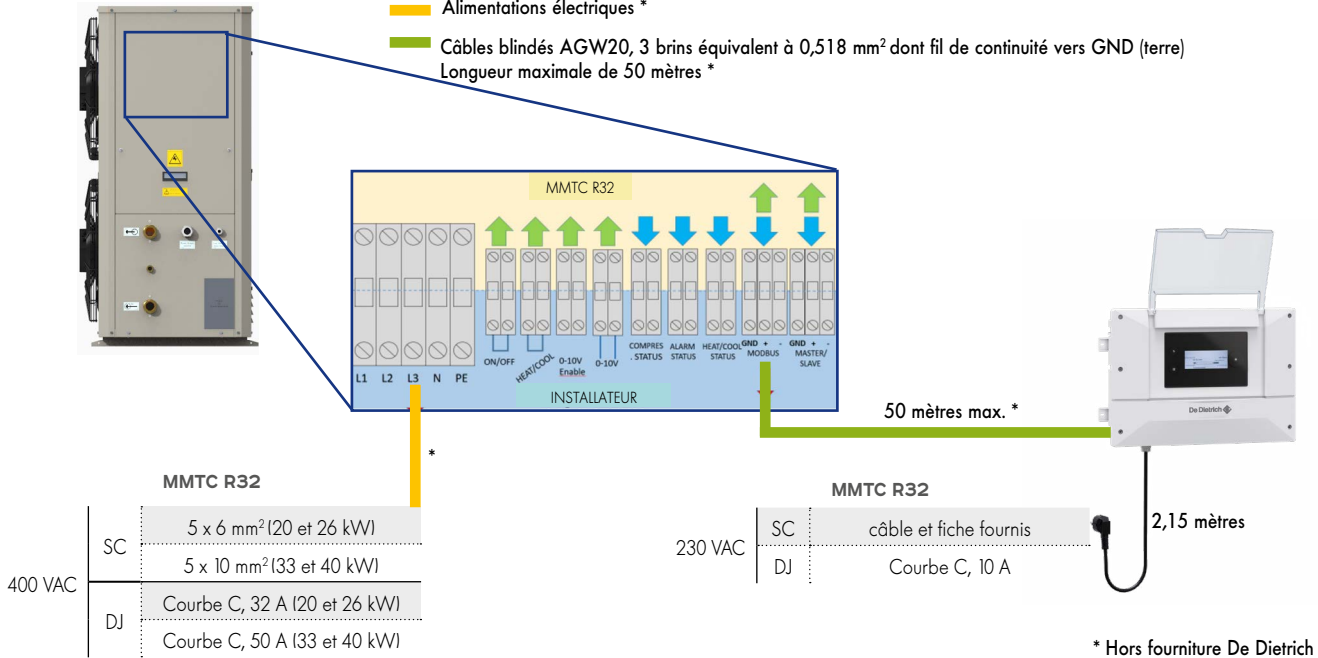 Alimentations électriques *
Câbles blindés AGW20, 3 brins équivalent à 0,518 mm² dont fil de continuité vers GND (terre)
Longueur maximale de 50 mètres *
MMTC R32
L1 L2 L3 N PE
ON/OFF
HEAT/COOL
0-10V
Enable
0-10V
COMPRES
. STATUS
ALARM
STATUS
HEAT/COOL
STATUS
GND + -
MODBUS
GND + -
MASTER/
SLAVE
INSTALLATEUR
50 mètres max. *
De Dietrich
2,15 mètres
*
MMTC R32
400 VAC
SC
5 x 6 mm² (20 et 26 kW)
5 x 10 mm² (33 et 40 kW)
DJ
Courbe C, 32 A (20 et 26 kW)
Courbe C, 50 A (33 et 40 kW)
MMTC R32
230 VAC
SC
câble et fiche fournis
DJ
Courbe C, 10 A
* Hors fourniture De Dietrich